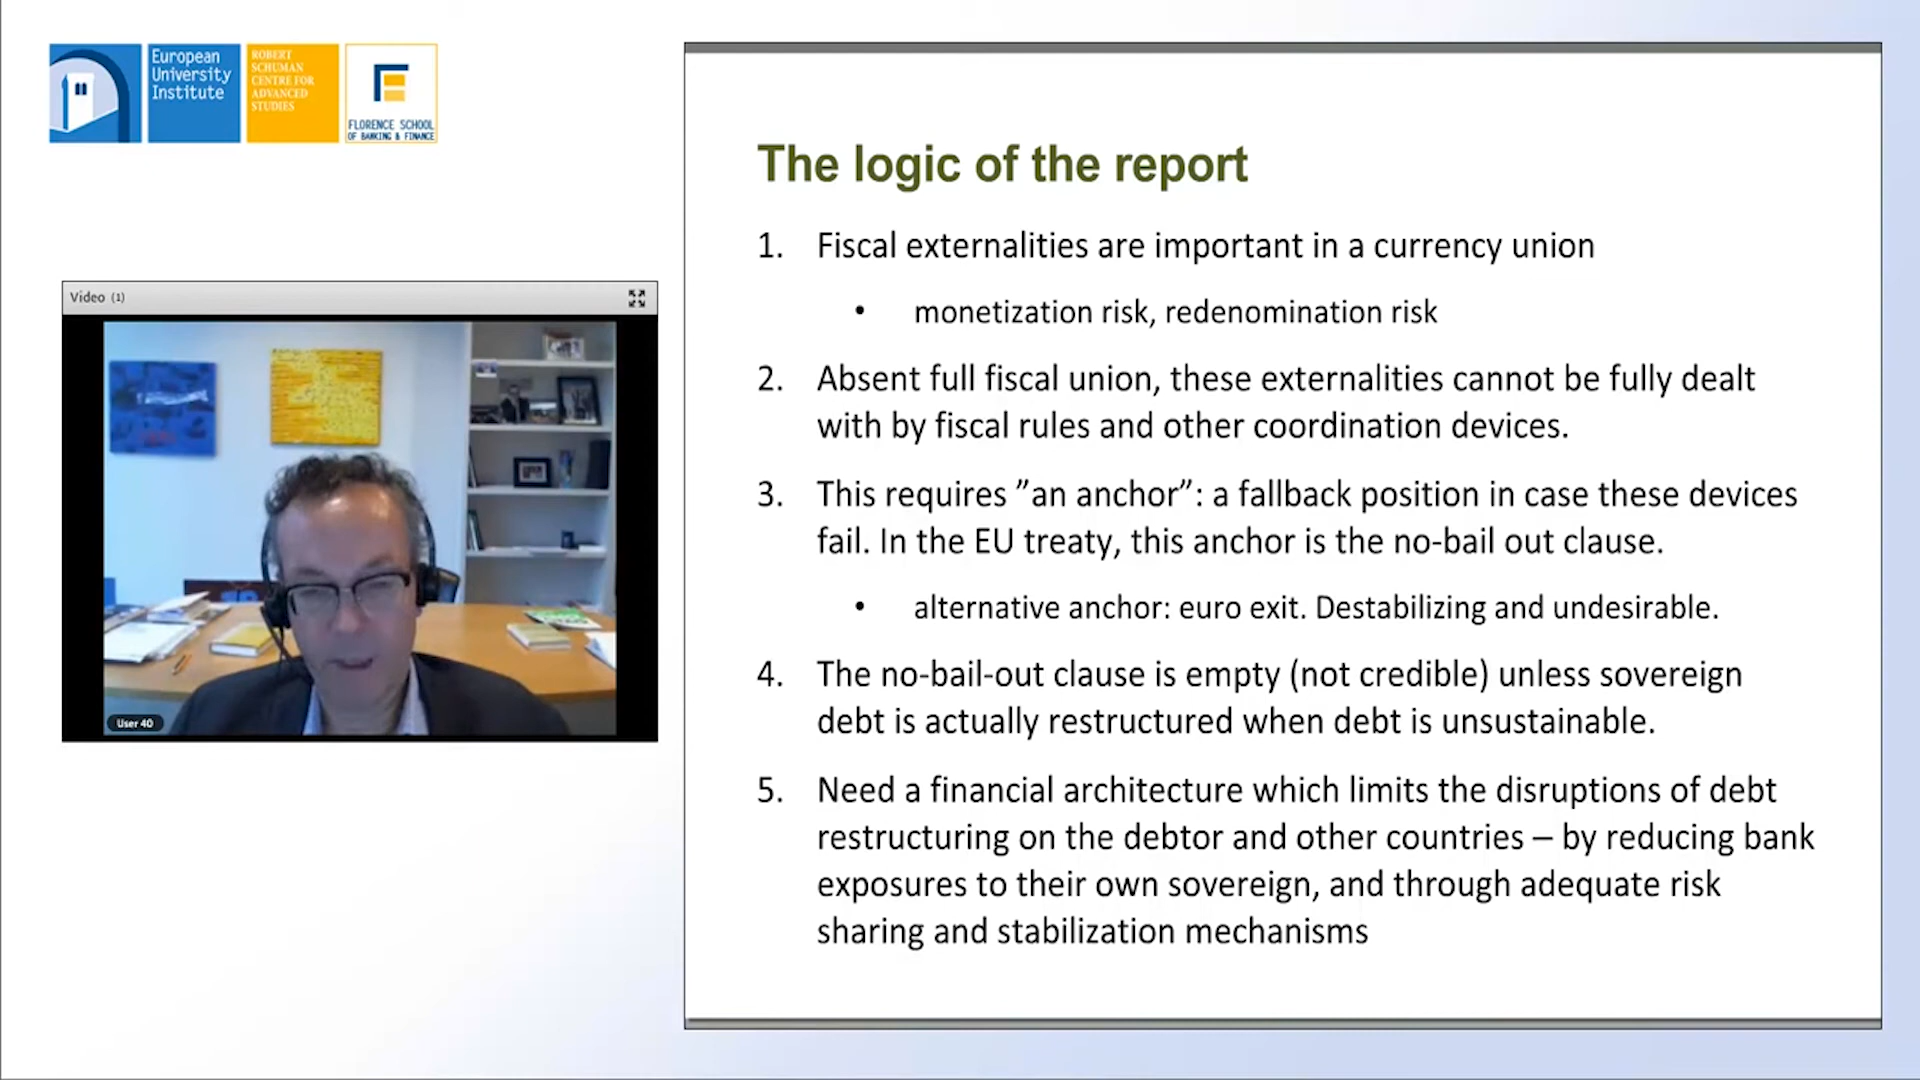 European
University
Institute
ROBERT
SCHUMAN
CENTRE FOR
ADVANCED
STUDIES
FLORENCE SCHOOL
OF BANKING & FINANCE
Video (1)
User 40
The logic of the report
1. Fiscal externalities are important in a currency union
• monetization risk, redenomination risk
2. Absent full fiscal union, these externalities cannot be fully dealt
with by fiscal rules and other coordination devices.
3. This requires ”an anchor”: a fallback position in case these devices
fail. In the EU treaty, this anchor is the no-bail out clause.
• alternative anchor: euro exit. Destabilizing and undesirable.
4. The no-bail-out clause is empty (not credible) unless sovereign
debt is actually restructured when debt is unsustainable.
5. Need a financial architecture which limits the disruptions of debt
restructuring on the debtor and other countries – by reducing bank
exposures to their own sovereign, and through adequate risk
sharing and stabilization mechanisms